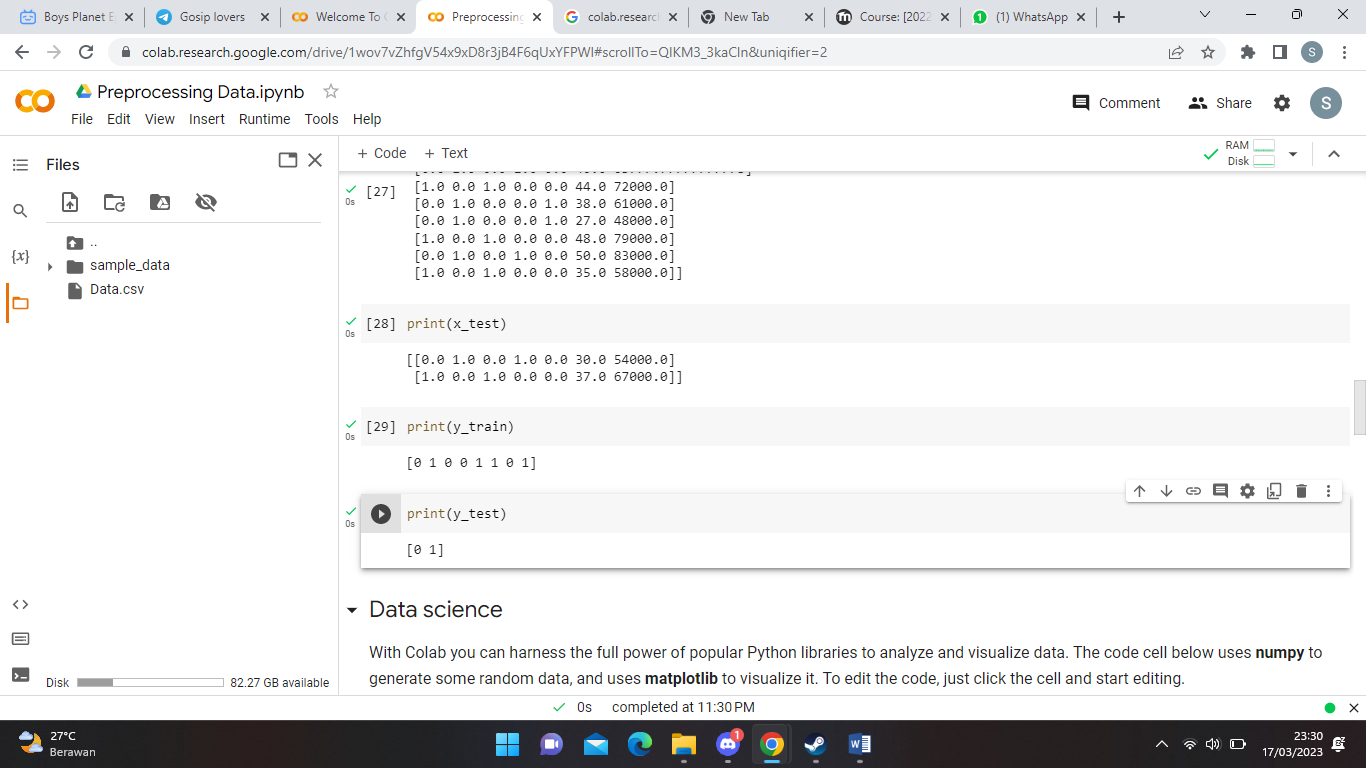 Boys Planet E
Gosip lovers
Welcome To C
Preprocessing
colab.researc
New Tab
Course: [2022
(1) WhatsApp
colab.research.google.com/drive/1wov7vZhfgV54x9xD8r3jB4F6qUxYFPWl#scrollTo=QIKM3_3kaCln&uniqifier=2
S
Preprocessing Data.ipynb
File Edit View Insert Runtime Tools Help
Comment Share S
Files
+ Code + Text
RAM
Disk
{x}
..
sample_data
Data.csv
[27]
0s
[1.0 0.0 1.0 0.0 0.0 44.0 72000.0]
[0.0 1.0 0.0 0.0 1.0 38.0 61000.0]
[0.0 1.0 0.0 0.0 1.0 27.0 48000.0]
[1.0 0.0 1.0 0.0 0.0 48.0 79000.0]
[0.0 1.0 0.0 1.0 0.0 50.0 83000.0]
[1.0 0.0 1.0 0.0 0.0 35.0 58000.0]]
[28] print(x_test)
0s
[[0.0 1.0 0.0 1.0 0.0 30.0 54000.0]
[1.0 0.0 1.0 0.0 0.0 37.0 67000.0]]
[29] print(y_train)
0s
[0 1 0 0 1 1 0 1]
print(y_test)
0s
[0 1]
Data science
With Colab you can harness the full power of popular Python libraries to analyze and visualize data. The code cell below uses numpy to
generate some random data, and uses matplotlib to visualize it. To edit the code, just click the cell and start editing.
Disk 82.27 GB available
0s completed at 11:30 PM
27°C
Berawan
1
23:30
17/03/2023